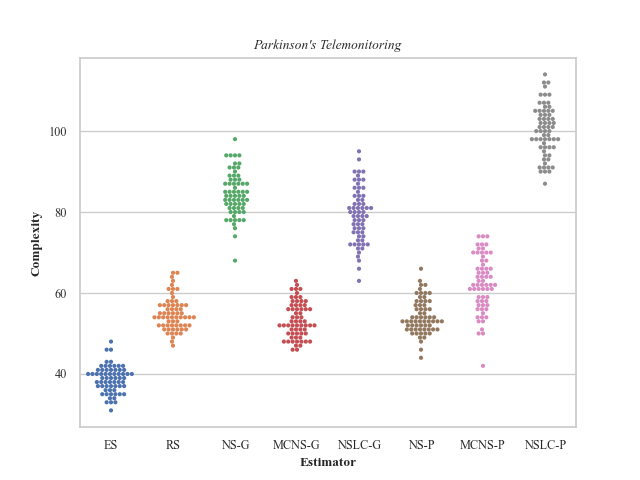 Parkinson's Telemonitoring
100
80
60
40
Complexity
ES RS NS-G MCNS-G NSLC-G NS-P MCNS-P NSLC-P
Estimator